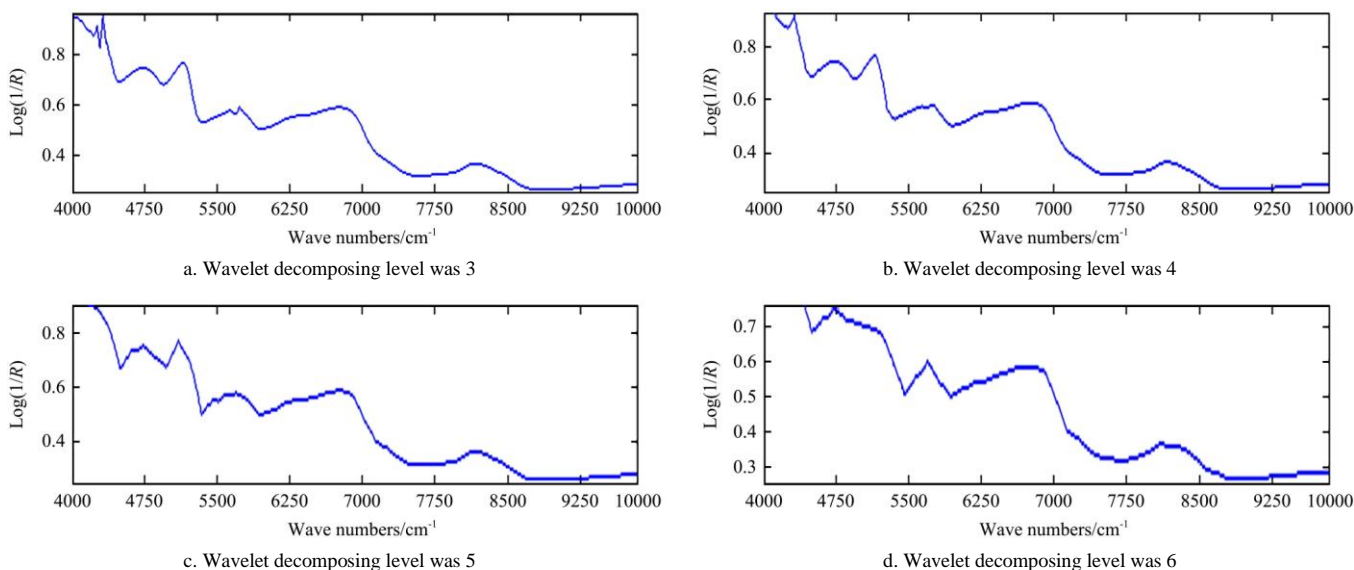 0.8
0.6
0.4
Log(1/R)
4000 4750 5500 6250 7000 7750 8500 9250 10000
Wave numbers/cm⁻¹
a. Wavelet decomposing level was 3
0.8
0.6
0.4
Log(1/R)
4000 4750 5500 6250 7000 7750 8500 9250 10000
Wave numbers/cm⁻¹
b. Wavelet decomposing level was 4
0.8
0.6
0.4
Log(1/R)
4000 4750 5500 6250 7000 7750 8500 9250 10000
Wave numbers/cm⁻¹
c. Wavelet decomposing level was 5
0.7
0.6
0.5
0.4
0.3
Log(1/R)
4000 4750 5500 6250 7000 7750 8500 9250 10000
Wave numbers/cm⁻¹
d. Wavelet decomposing level was 6